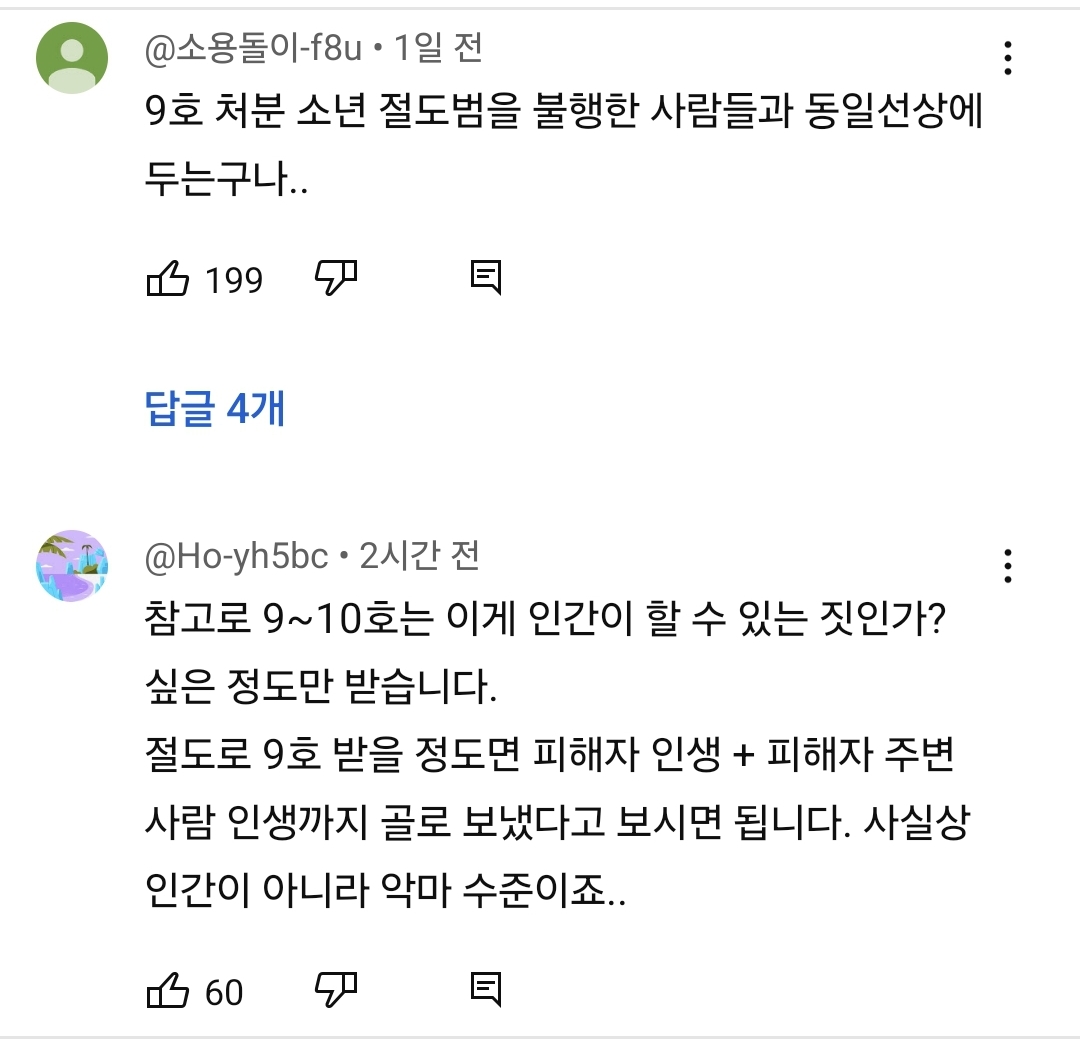 @소용돌이-f8u • 1일 전
9호 처분 소년 절도범을 불행한 사람들과 동일선상에
두는구나..
199
답글 4개
@Ho-yh5bc • 2시간 전
참고로 9~10호는 이게 인간이 할 수 있는 짓인가?
싶은 정도만 받습니다.
절도로 9호 받을 정도면 피해자 인생 + 피해자 주변
사람 인생까지 골로 보냈다고 보시면 됩니다. 사실상
인간이 아니라 악마 수준이죠..
60